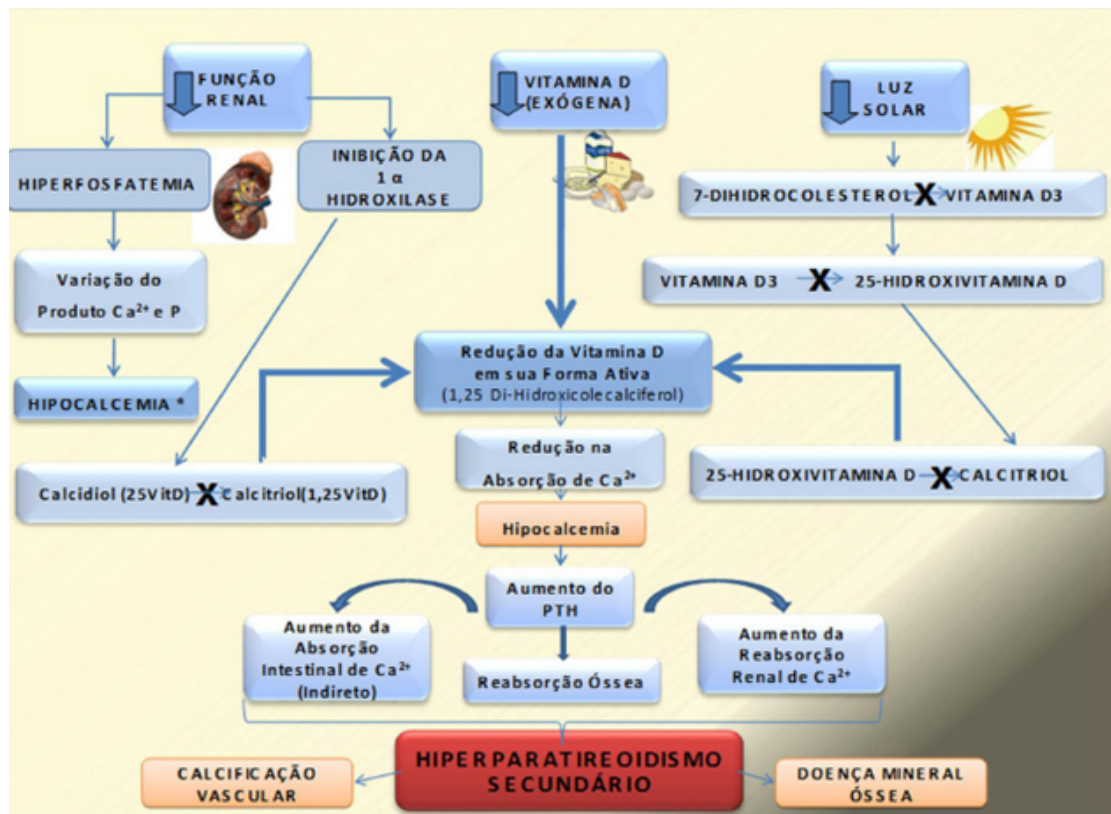 FUNÇÃO
RENAL
VITAMINA D
(EXÓGENA)
LUZ
SOLAR
HIPERFOSFATEMIA
INIBIÇÃO DA
1 α
HIDROXILASE
7-DIHIDROCOLESTEROL X VITAMINA D3
Variação do
Produto Ca²⁺ e P
VITAMINA D3 X 25-HIDROXIVITAMINA D
HIPOCALCEMIA *
Redução da Vitamina D
em sua Forma Ativa
(1,25 Di-Hidroxicolecalciferol)
Calcidiol (25VitD) X Calcitriol(1,25VitD)
Redução na
Absorção de Ca²⁺
25-HIDROXIVITAMINA D X CALCITRIOL
Hipocalcemia
Aumento do
PTH
Aumento da
Absorção
Intestinal de Ca²⁺
(Indireto)
Reabsorção Óssea
Aumento da
Reabsorção
Renal de Ca²⁺
HIPERPARATIREOIDISMO
SECUNDÁRIO
CALCIFICAÇÃO
VASCULAR
DOENÇA MINERAL
ÓSSEA